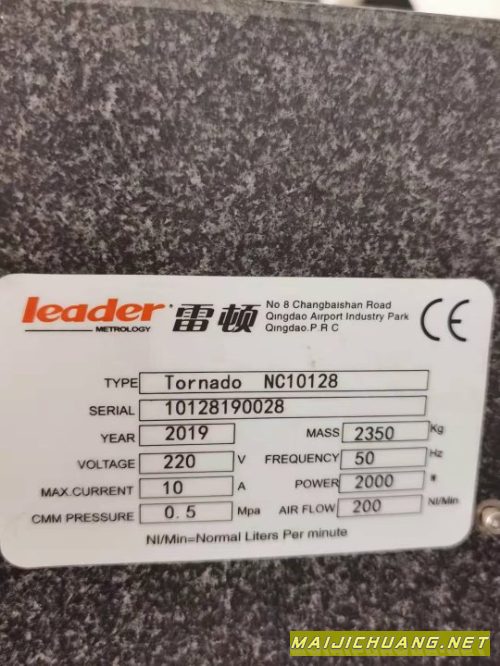 leader 雷顿
METROLOGY
No 8 Changbaishan Road
Qingdao Airport Industry Park
Qingdao.P.R C
CE
TYPE Tornado NC10128
SERIAL 10128190028
YEAR 2019 MASS 2350 Kg
VOLTAGE 220 V FREQUENCY 50 Hz
MAX.CURRENT 10 A POWER 2000
CMM PRESSURE 0.5 Mpa AIR FLOW 200 Nl/Min
Nl/Min=Normal Liters Per minute
MAIJICHUANG.NET